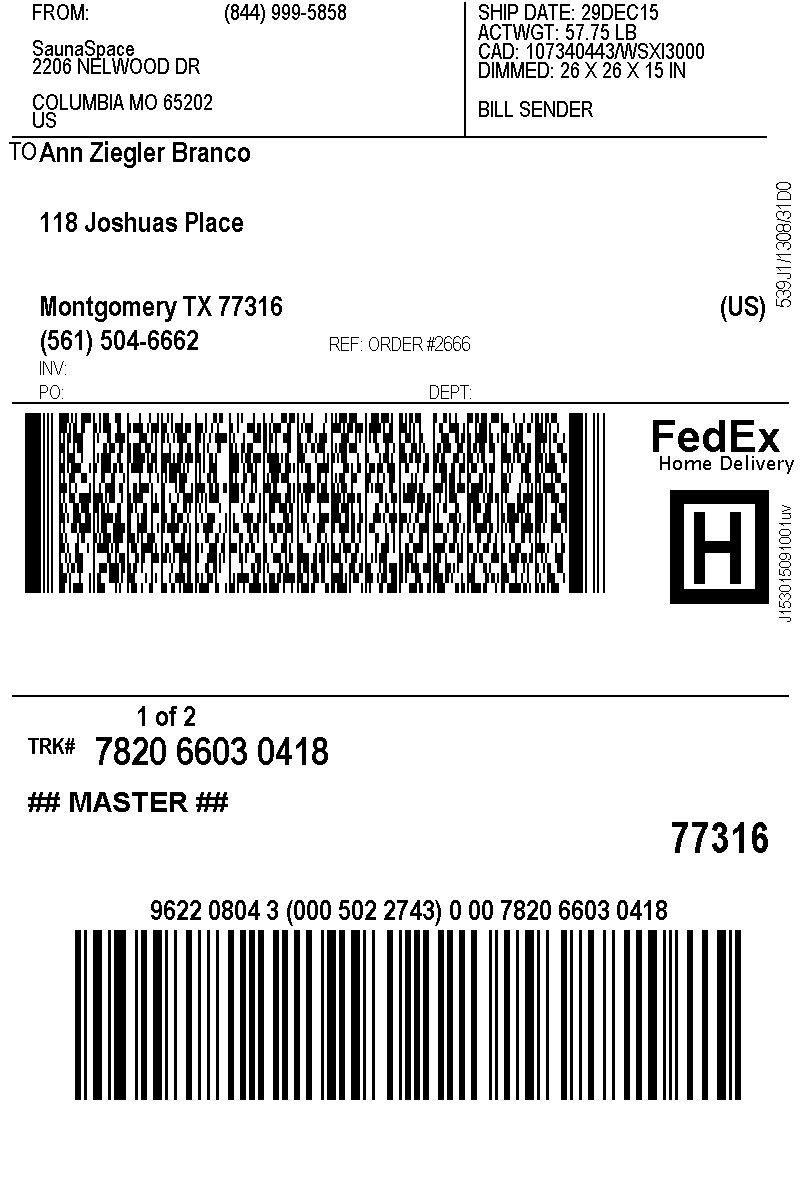 FROM: (844) 999-5858
SaunaSpace
2206 NELWOOD DR
COLUMBIA MO 65202
US
SHIP DATE: 29DEC15
ACTWGT: 57.75 LB
CAD: 107340443/WSXI3000
DIMMED: 26 X 26 X 15 IN
BILL SENDER
TO Ann Ziegler Branco
118 Joshuas Place
Montgomery TX 77316 (US)
(561) 504-6662 REF: ORDER #2666
INV:
PO: DEPT:
539J1/1308/31D0
FedEx
Home Delivery
H
J153015091001uv
1 of 2
TRK# 7820 6603 0418
## MASTER ##
77316
9622 0804 3 (000 502 2743) 0 00 7820 6603 0418